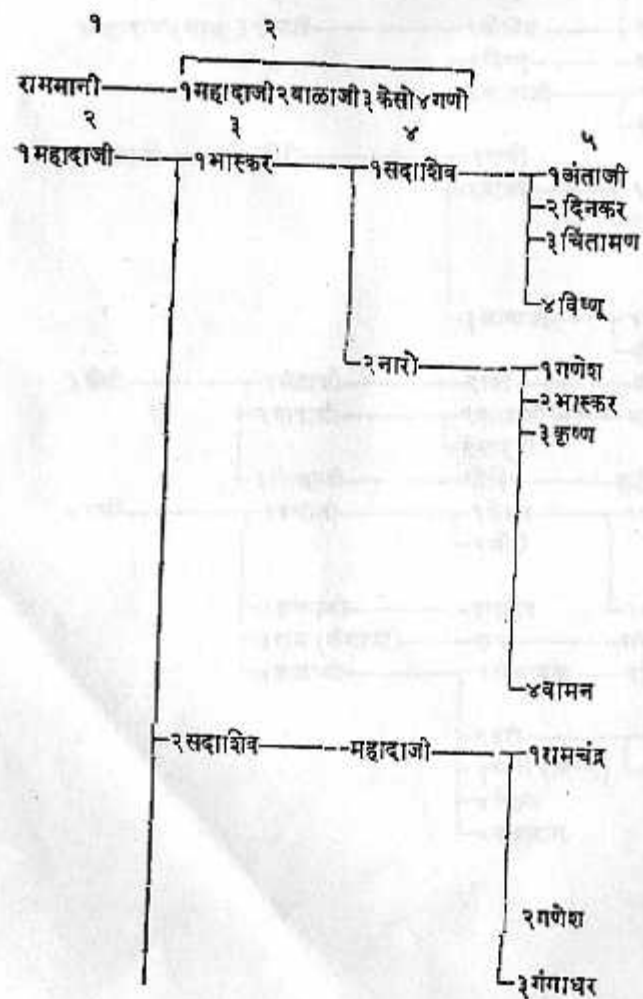 १ २
राममानी १महादाजी२बाळाजी३केसो४गणो
२ ३ ४ ५
१महादाजी १भास्कर १सदाशिव १अंताजी
२दिनकर
३चिंतामण
४विष्णू
२नारो १गणेश
२भास्कर
३कृष्ण
४वामन
२सदाशिव महादाजी १रामचंद्र
२गणेश
३गंगाधर